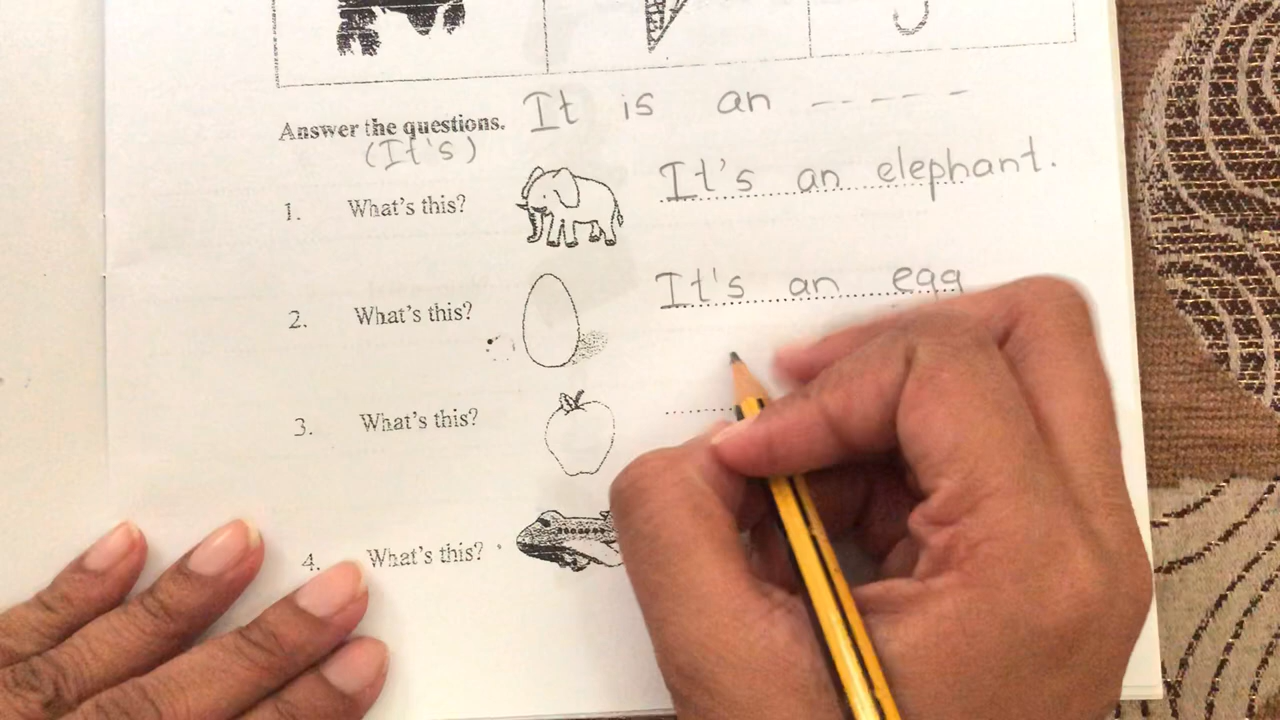 Answer the questions. It is an -----
(It's)
1. What's this? It's an elephant.
2. What's this? It's an egg
3. What's this?
4. What's this?